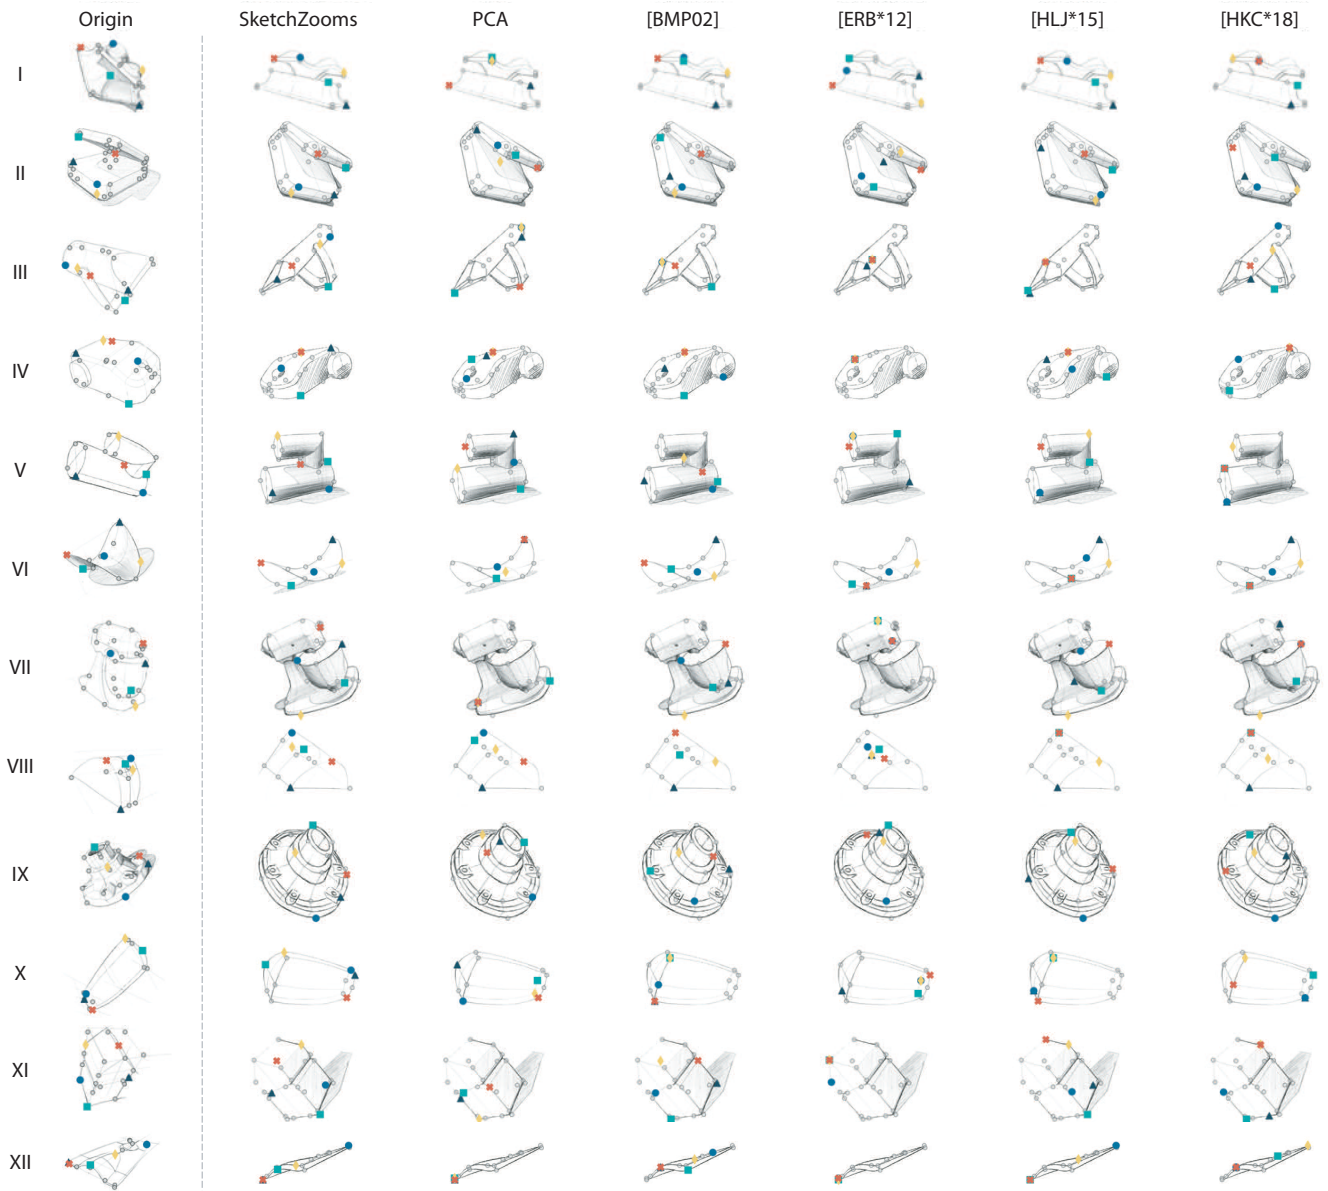 Origin SketchZooms PCA [BMP02] [ERB*12] [HLJ*15] [HKC*18]
I
II
III
IV
V
VI
VII
VIII
IX
X
XI
XII